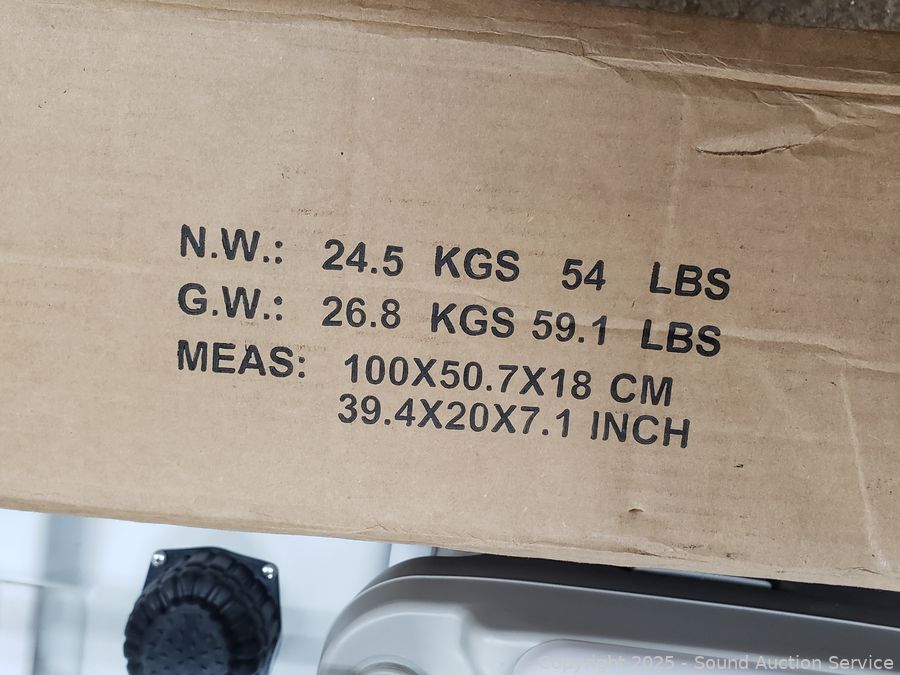 N.W.: 24.5 KGS 54 LBS
G.W.: 26.8 KGS 59.1 LBS
MEAS: 100X50.7X18 CM
39.4X20X7.1 INCH
Copyright 2025 - Sound Auction Service